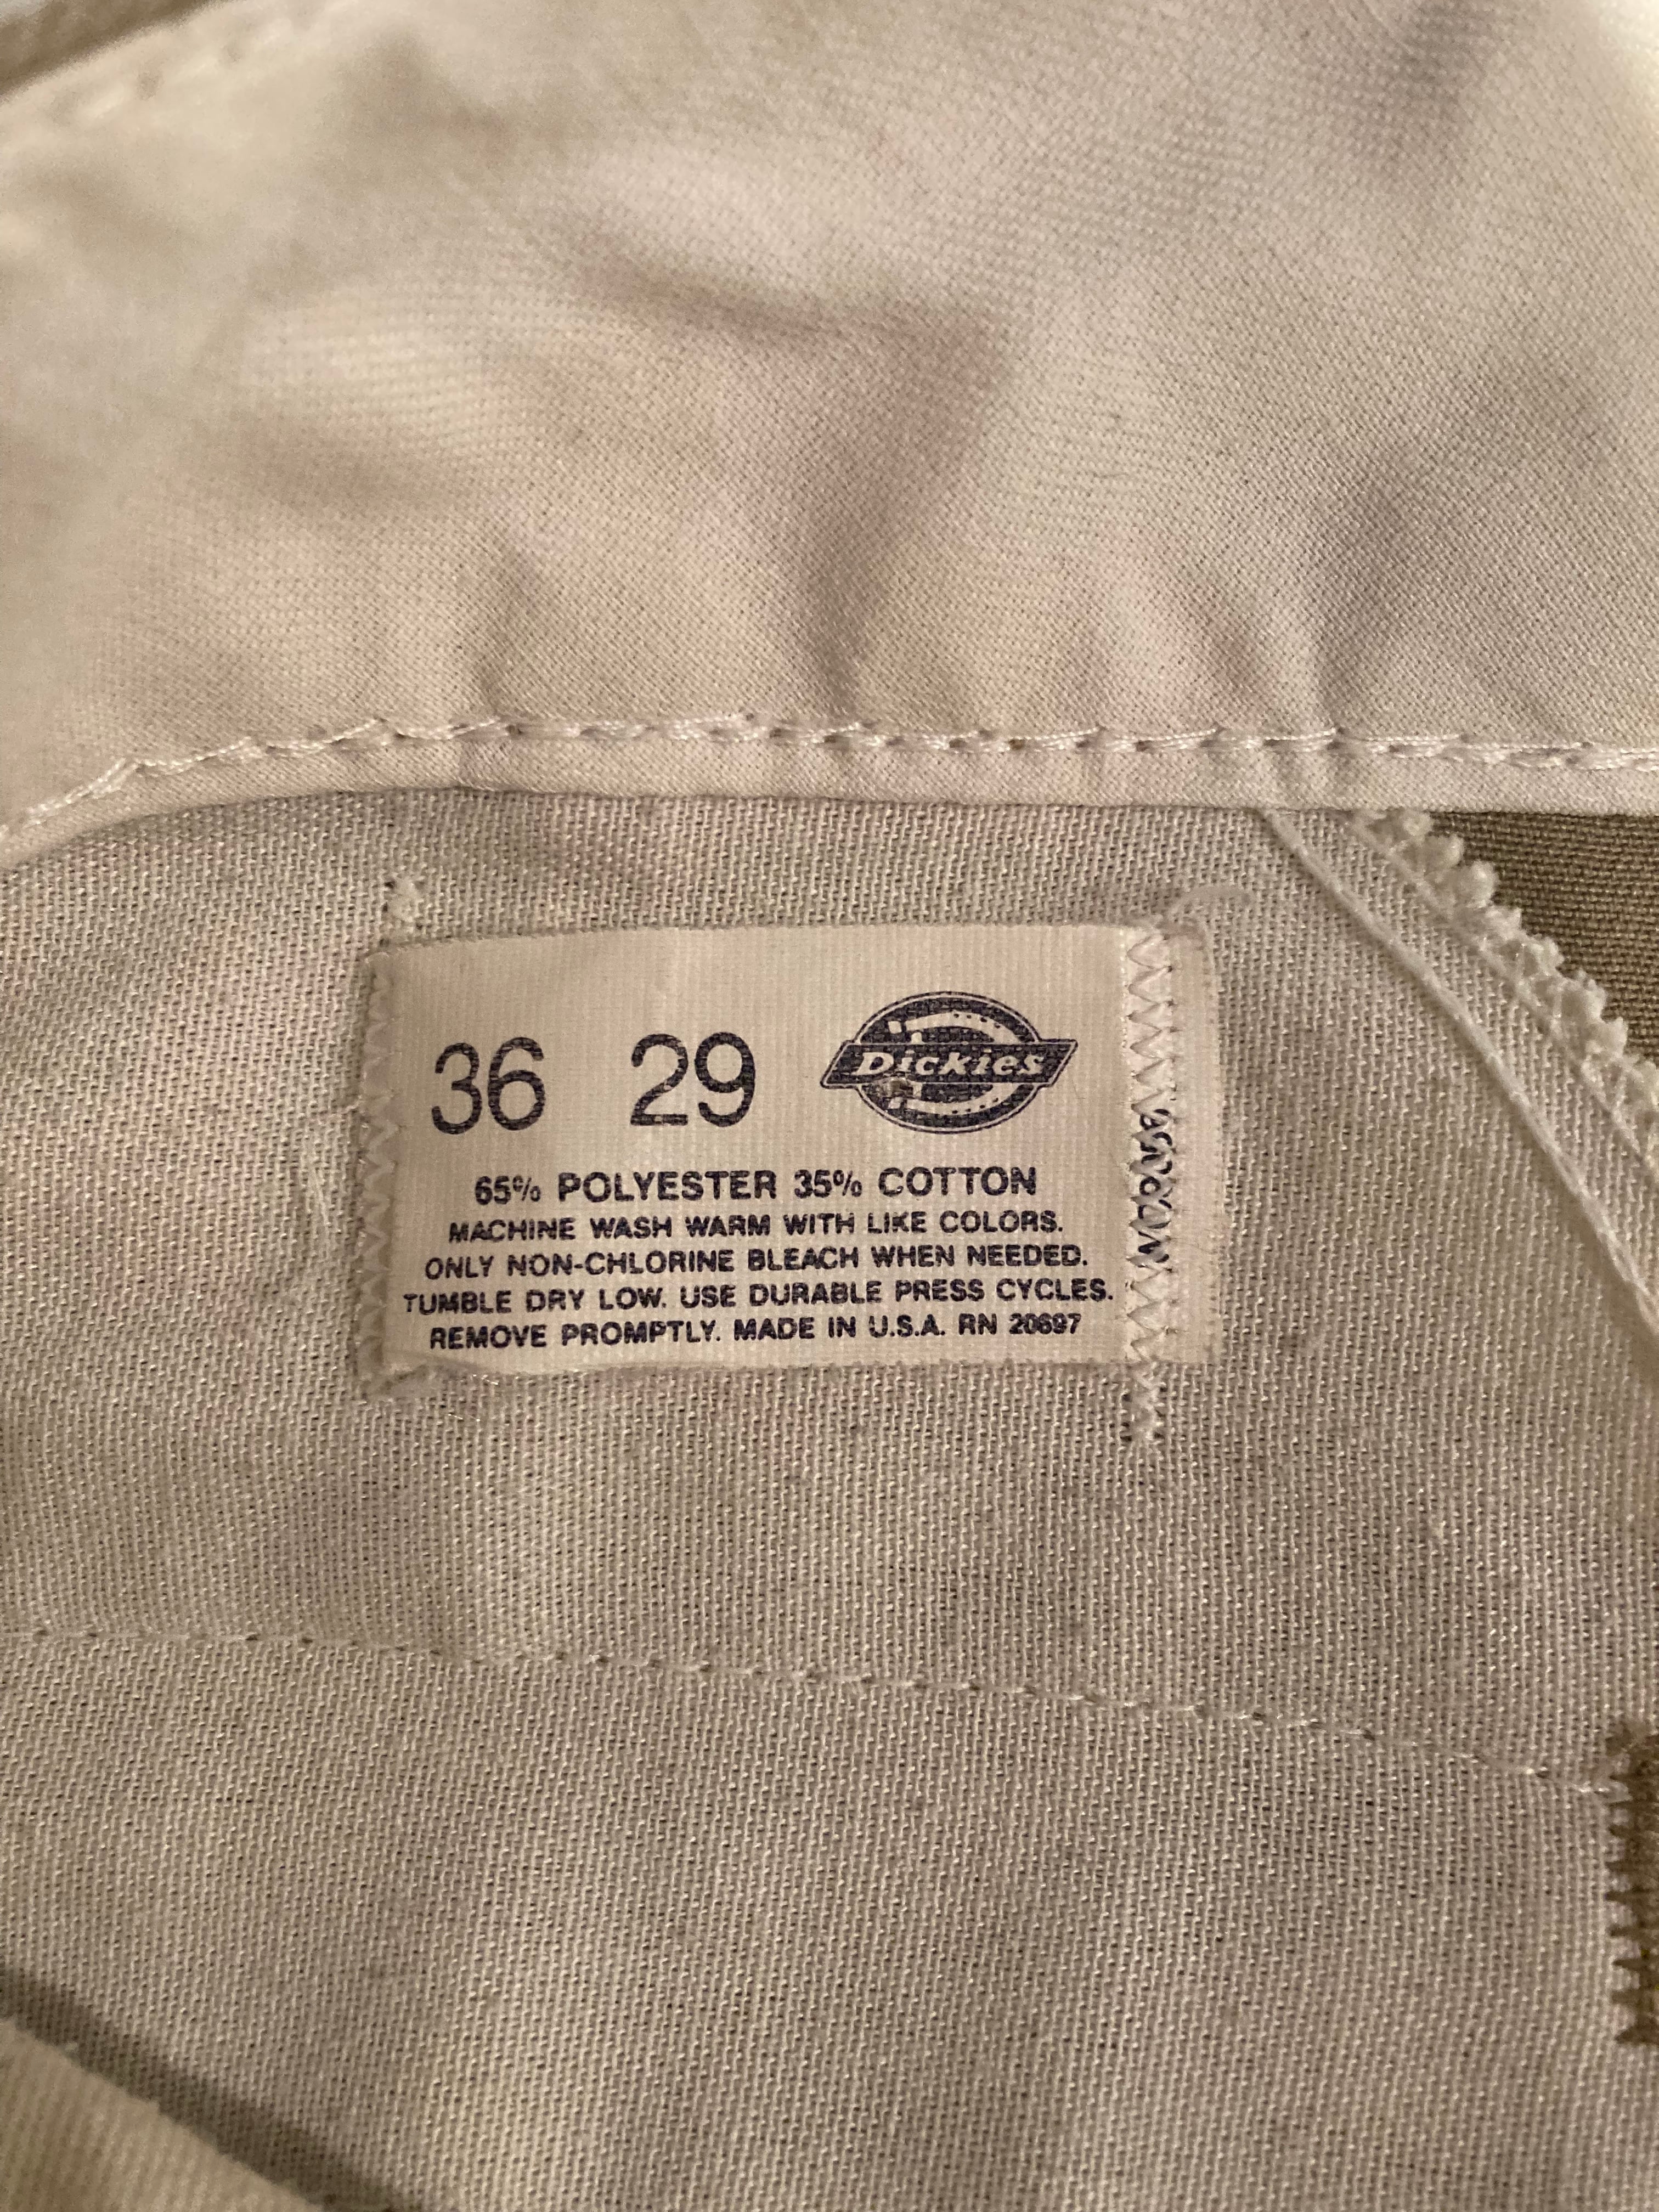 36 29 Dickies
65% POLYESTER 35% COTTON
MACHINE WASH WARM WITH LIKE COLORS.
ONLY NON-CHLORINE BLEACH WHEN NEEDED.
TUMBLE DRY LOW. USE DURABLE PRESS CYCLES.
REMOVE PROMPTLY. MADE IN U.S.A. RN 20697